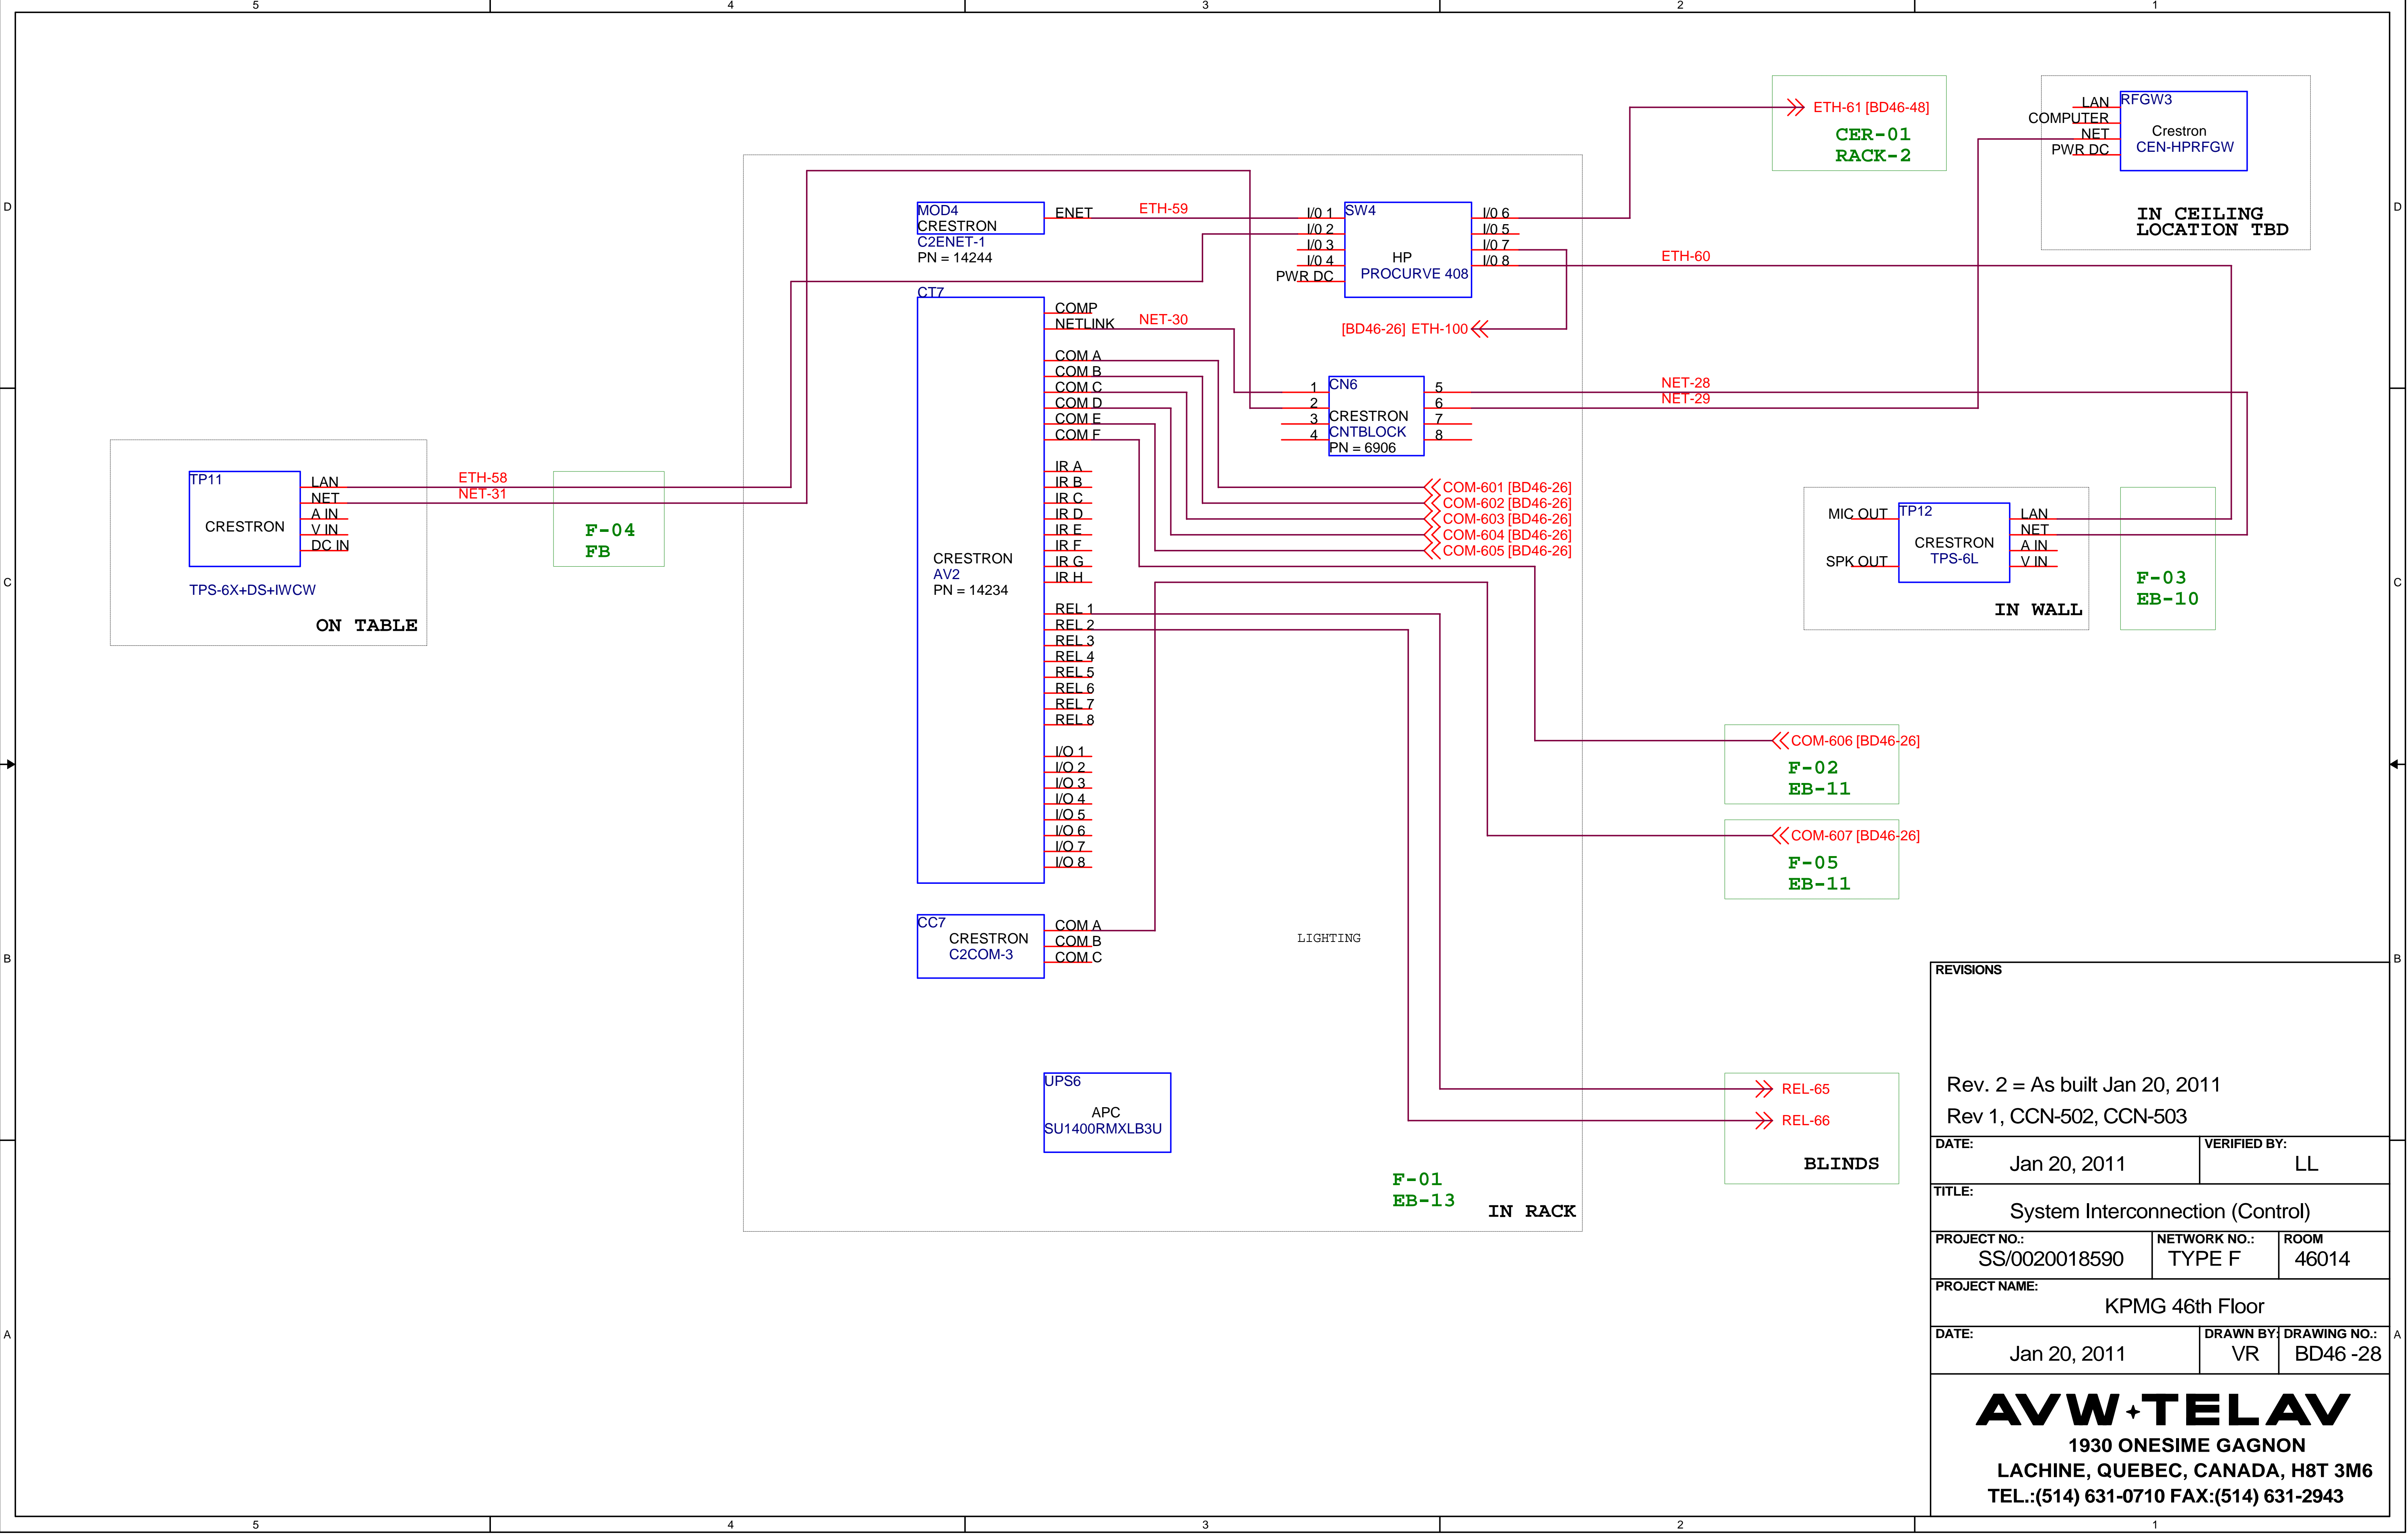 5 4 3 2 1
D
C
B
A
D
C
B
A
ETH-61 [BD46-48]
CER-01
RACK-2
LAN
COMPUTER
NET
PWR DC
RFGW3
Crestron
CEN-HPRFGW
IN CEILING
LOCATION TBD
MOD4
CRESTRON
C2ENET-1
PN = 14244
ENET
ETH-59
I/0 1
I/0 2
I/0 3
I/0 4
PWR DC
SW4
HP
PROCURVE 408
I/0 6
I/0 5
I/0 7
I/0 8
ETH-60
[BD46-26] ETH-100
CT7
CRESTRON
AV2
PN = 14234
COMP
NETLINK
NET-30
COM A
COM B
COM C
COM D
COM E
COM F
IR A
IR B
IR C
IR D
IR E
IR F
IR G
IR H
REL 1
REL 2
REL 3
REL 4
REL 5
REL 6
REL 7
REL 8
I/O 1
I/O 2
I/O 3
I/O 4
I/O 5
I/O 6
I/O 7
I/O 8
1
2
3
4
CN6
CRESTRON
CNTBLOCK
PN = 6906
5
6
7
8
NET-28
NET-29
COM-601 [BD46-26]
COM-602 [BD46-26]
COM-603 [BD46-26]
COM-604 [BD46-26]
COM-605 [BD46-26]
TP11
CRESTRON
TPS-6X+DS+IWCW
LAN
NET
A IN
V IN
DC IN
ON TABLE
ETH-58
NET-31
F-04
FB
MIC OUT
SPK OUT
TP12
CRESTRON
TPS-6L
LAN
NET
A IN
V IN
IN WALL
F-03
EB-10
COM-606 [BD46-26]
F-02
EB-11
COM-607 [BD46-26]
F-05
EB-11
CC7
CRESTRON
C2COM-3
COM A
COM B
COM C
LIGHTING
UPS6
APC
SU1400RMXLB3U
F-01
EB-13
IN RACK
REL-65
REL-66
BLINDS
REVISIONS
Rev. 2 = As built Jan 20, 2011
Rev 1, CCN-502, CCN-503
DATE:
Jan 20, 2011
VERIFIED BY:
LL
TITLE:
System Interconnection (Control)
PROJECT NO.:
SS/0020018590
NETWORK NO.:
TYPE F
ROOM
46014
PROJECT NAME:
KPMG 46th Floor
DATE:
Jan 20, 2011
DRAWN BY:
VR
DRAWING NO.:
BD46 -28
AVW TELAV
1930 ONESIME GAGNON
LACHINE, QUEBEC, CANADA, H8T 3M6
TEL.:(514) 631-0710 FAX:(514) 631-2943
5 4 3 2 1